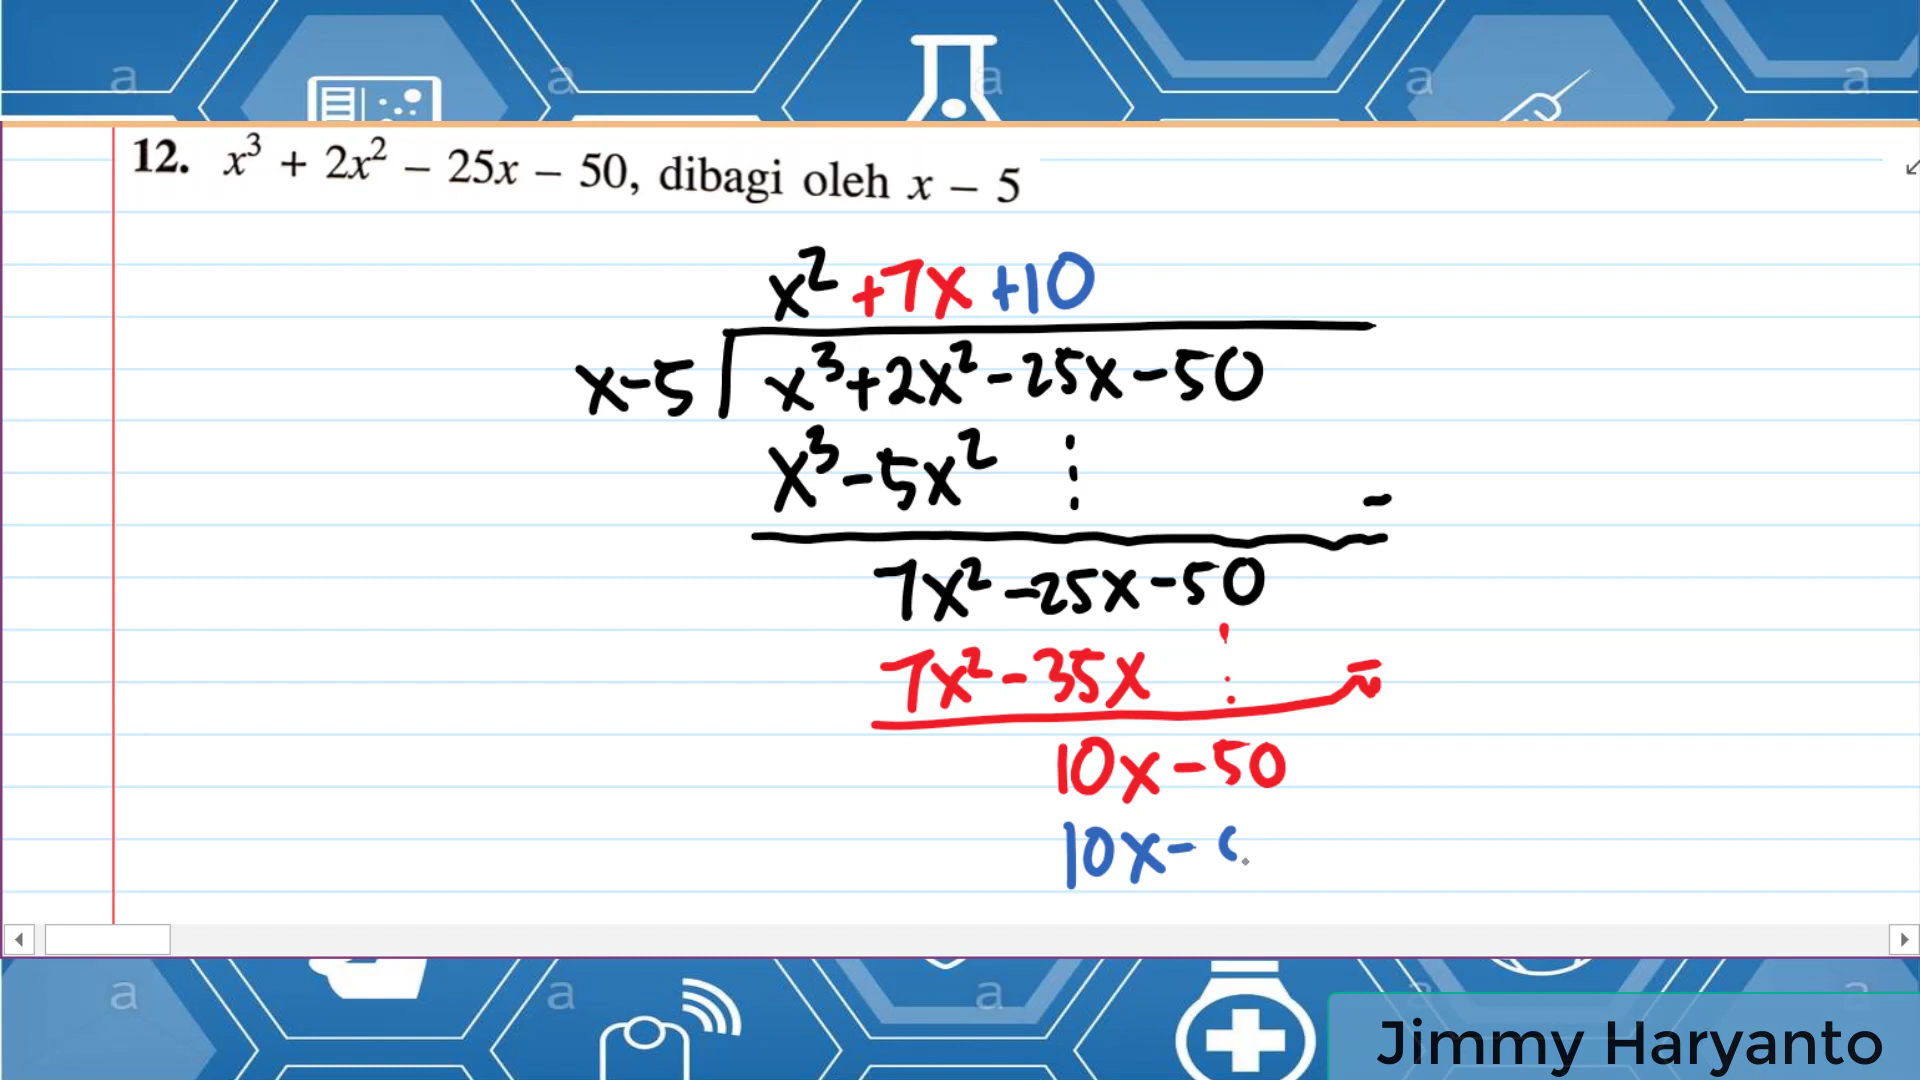 12. x³ + 2x² – 25x – 50, dibagi oleh x – 5
x² +7x +10
x-5 x³+2x²-25x-50
x³-5x² -
7x²-25x-50
7x²-35x -
10x-50
10x-
Jimmy Haryanto